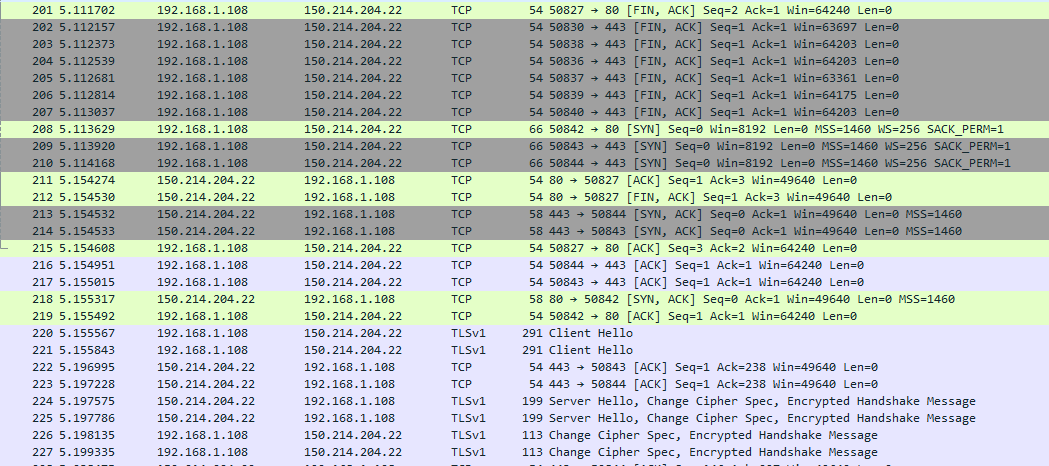 201 5.111702 192.168.1.108 150.214.204.22 TCP 54 50827 → 80 [FIN, ACK] Seq=2 Ack=1 Win=64240 Len=0
202 5.112157 192.168.1.108 150.214.204.22 TCP 54 50830 → 443 [FIN, ACK] Seq=1 Ack=1 Win=63697 Len=0
203 5.112373 192.168.1.108 150.214.204.22 TCP 54 50838 → 443 [FIN, ACK] Seq=1 Ack=1 Win=64203 Len=0
204 5.112539 192.168.1.108 150.214.204.22 TCP 54 50836 → 443 [FIN, ACK] Seq=1 Ack=1 Win=64203 Len=0
205 5.112681 192.168.1.108 150.214.204.22 TCP 54 50837 → 443 [FIN, ACK] Seq=1 Ack=1 Win=63361 Len=0
206 5.112814 192.168.1.108 150.214.204.22 TCP 54 50839 → 443 [FIN, ACK] Seq=1 Ack=1 Win=64175 Len=0
207 5.113037 192.168.1.108 150.214.204.22 TCP 54 50840 → 443 [FIN, ACK] Seq=1 Ack=1 Win=64203 Len=0
208 5.113629 192.168.1.108 150.214.204.22 TCP 66 50842 → 80 [SYN] Seq=0 Win=8192 Len=0 MSS=1460 WS=256 SACK_PERM=1
209 5.113920 192.168.1.108 150.214.204.22 TCP 66 50843 → 443 [SYN] Seq=0 Win=8192 Len=0 MSS=1460 WS=256 SACK_PERM=1
210 5.114168 192.168.1.108 150.214.204.22 TCP 66 50844 → 443 [SYN] Seq=0 Win=8192 Len=0 MSS=1460 WS=256 SACK_PERM=1
211 5.154274 150.214.204.22 192.168.1.108 TCP 54 80 → 50827 [ACK] Seq=1 Ack=3 Win=49640 Len=0
212 5.154530 150.214.204.22 192.168.1.108 TCP 54 80 → 50827 [FIN, ACK] Seq=1 Ack=3 Win=49640 Len=0
213 5.154532 150.214.204.22 192.168.1.108 TCP 58 443 → 50844 [SYN, ACK] Seq=0 Ack=1 Win=49640 Len=0 MSS=1460
214 5.154533 150.214.204.22 192.168.1.108 TCP 58 443 → 50843 [SYN, ACK] Seq=0 Ack=1 Win=49640 Len=0 MSS=1460
215 5.154608 192.168.1.108 150.214.204.22 TCP 54 50827 → 80 [ACK] Seq=3 Ack=2 Win=64240 Len=0
216 5.154951 192.168.1.108 150.214.204.22 TCP 54 50844 → 443 [ACK] Seq=1 Ack=1 Win=64240 Len=0
217 5.155015 192.168.1.108 150.214.204.22 TCP 54 50843 → 443 [ACK] Seq=1 Ack=1 Win=64240 Len=0
218 5.155317 150.214.204.22 192.168.1.108 TCP 58 80 → 50842 [SYN, ACK] Seq=0 Ack=1 Win=49640 Len=0 MSS=1460
219 5.155492 192.168.1.108 150.214.204.22 TCP 54 50842 → 80 [ACK] Seq=1 Ack=1 Win=64240 Len=0
220 5.155567 192.168.1.108 150.214.204.22 TLSv1 291 Client Hello
221 5.155843 192.168.1.108 150.214.204.22 TLSv1 291 Client Hello
222 5.196995 150.214.204.22 192.168.1.108 TCP 54 443 → 50843 [ACK] Seq=1 Ack=238 Win=49640 Len=0
223 5.197228 150.214.204.22 192.168.1.108 TCP 54 443 → 50844 [ACK] Seq=1 Ack=238 Win=49640 Len=0
224 5.197575 150.214.204.22 192.168.1.108 TLSv1 199 Server Hello, Change Cipher Spec, Encrypted Handshake Message
225 5.197786 150.214.204.22 192.168.1.108 TLSv1 199 Server Hello, Change Cipher Spec, Encrypted Handshake Message
226 5.198135 192.168.1.108 150.214.204.22 TLSv1 113 Change Cipher Spec, Encrypted Handshake Message
227 5.199335 192.168.1.108 150.214.204.22 TLSv1 113 Change Cipher Spec, Encrypted Handshake Message